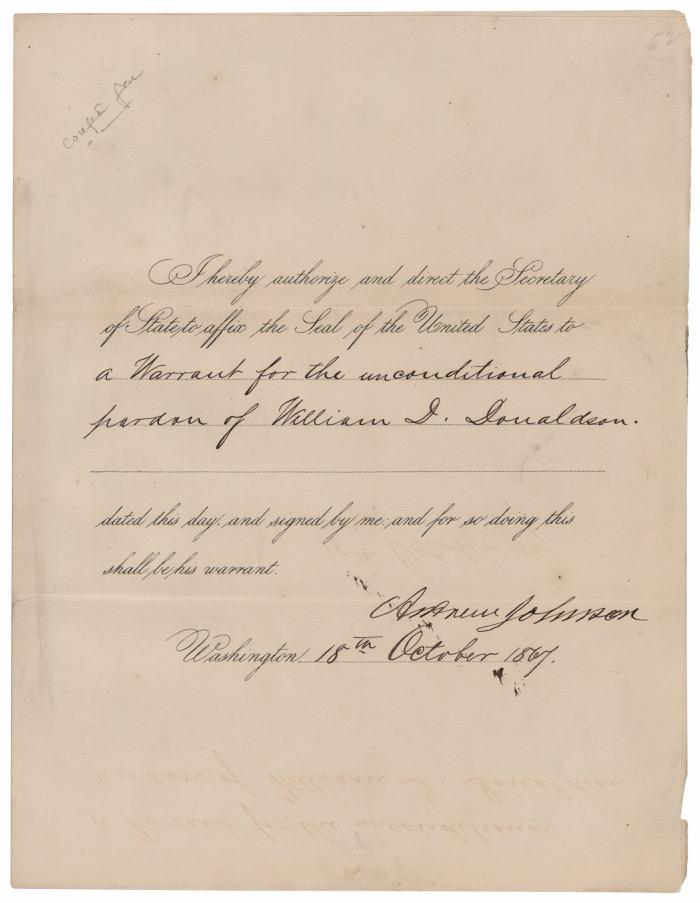 52
I hereby authorize and direct the Secretary
of State to affix the Seal of the United States to
a Warrant for the unconditional
pardon of William D. Donaldson.
dated this day, and signed by me; and for so doing this
shall be his warrant.
Andrew Johnson
Washington, 18th October 1867.